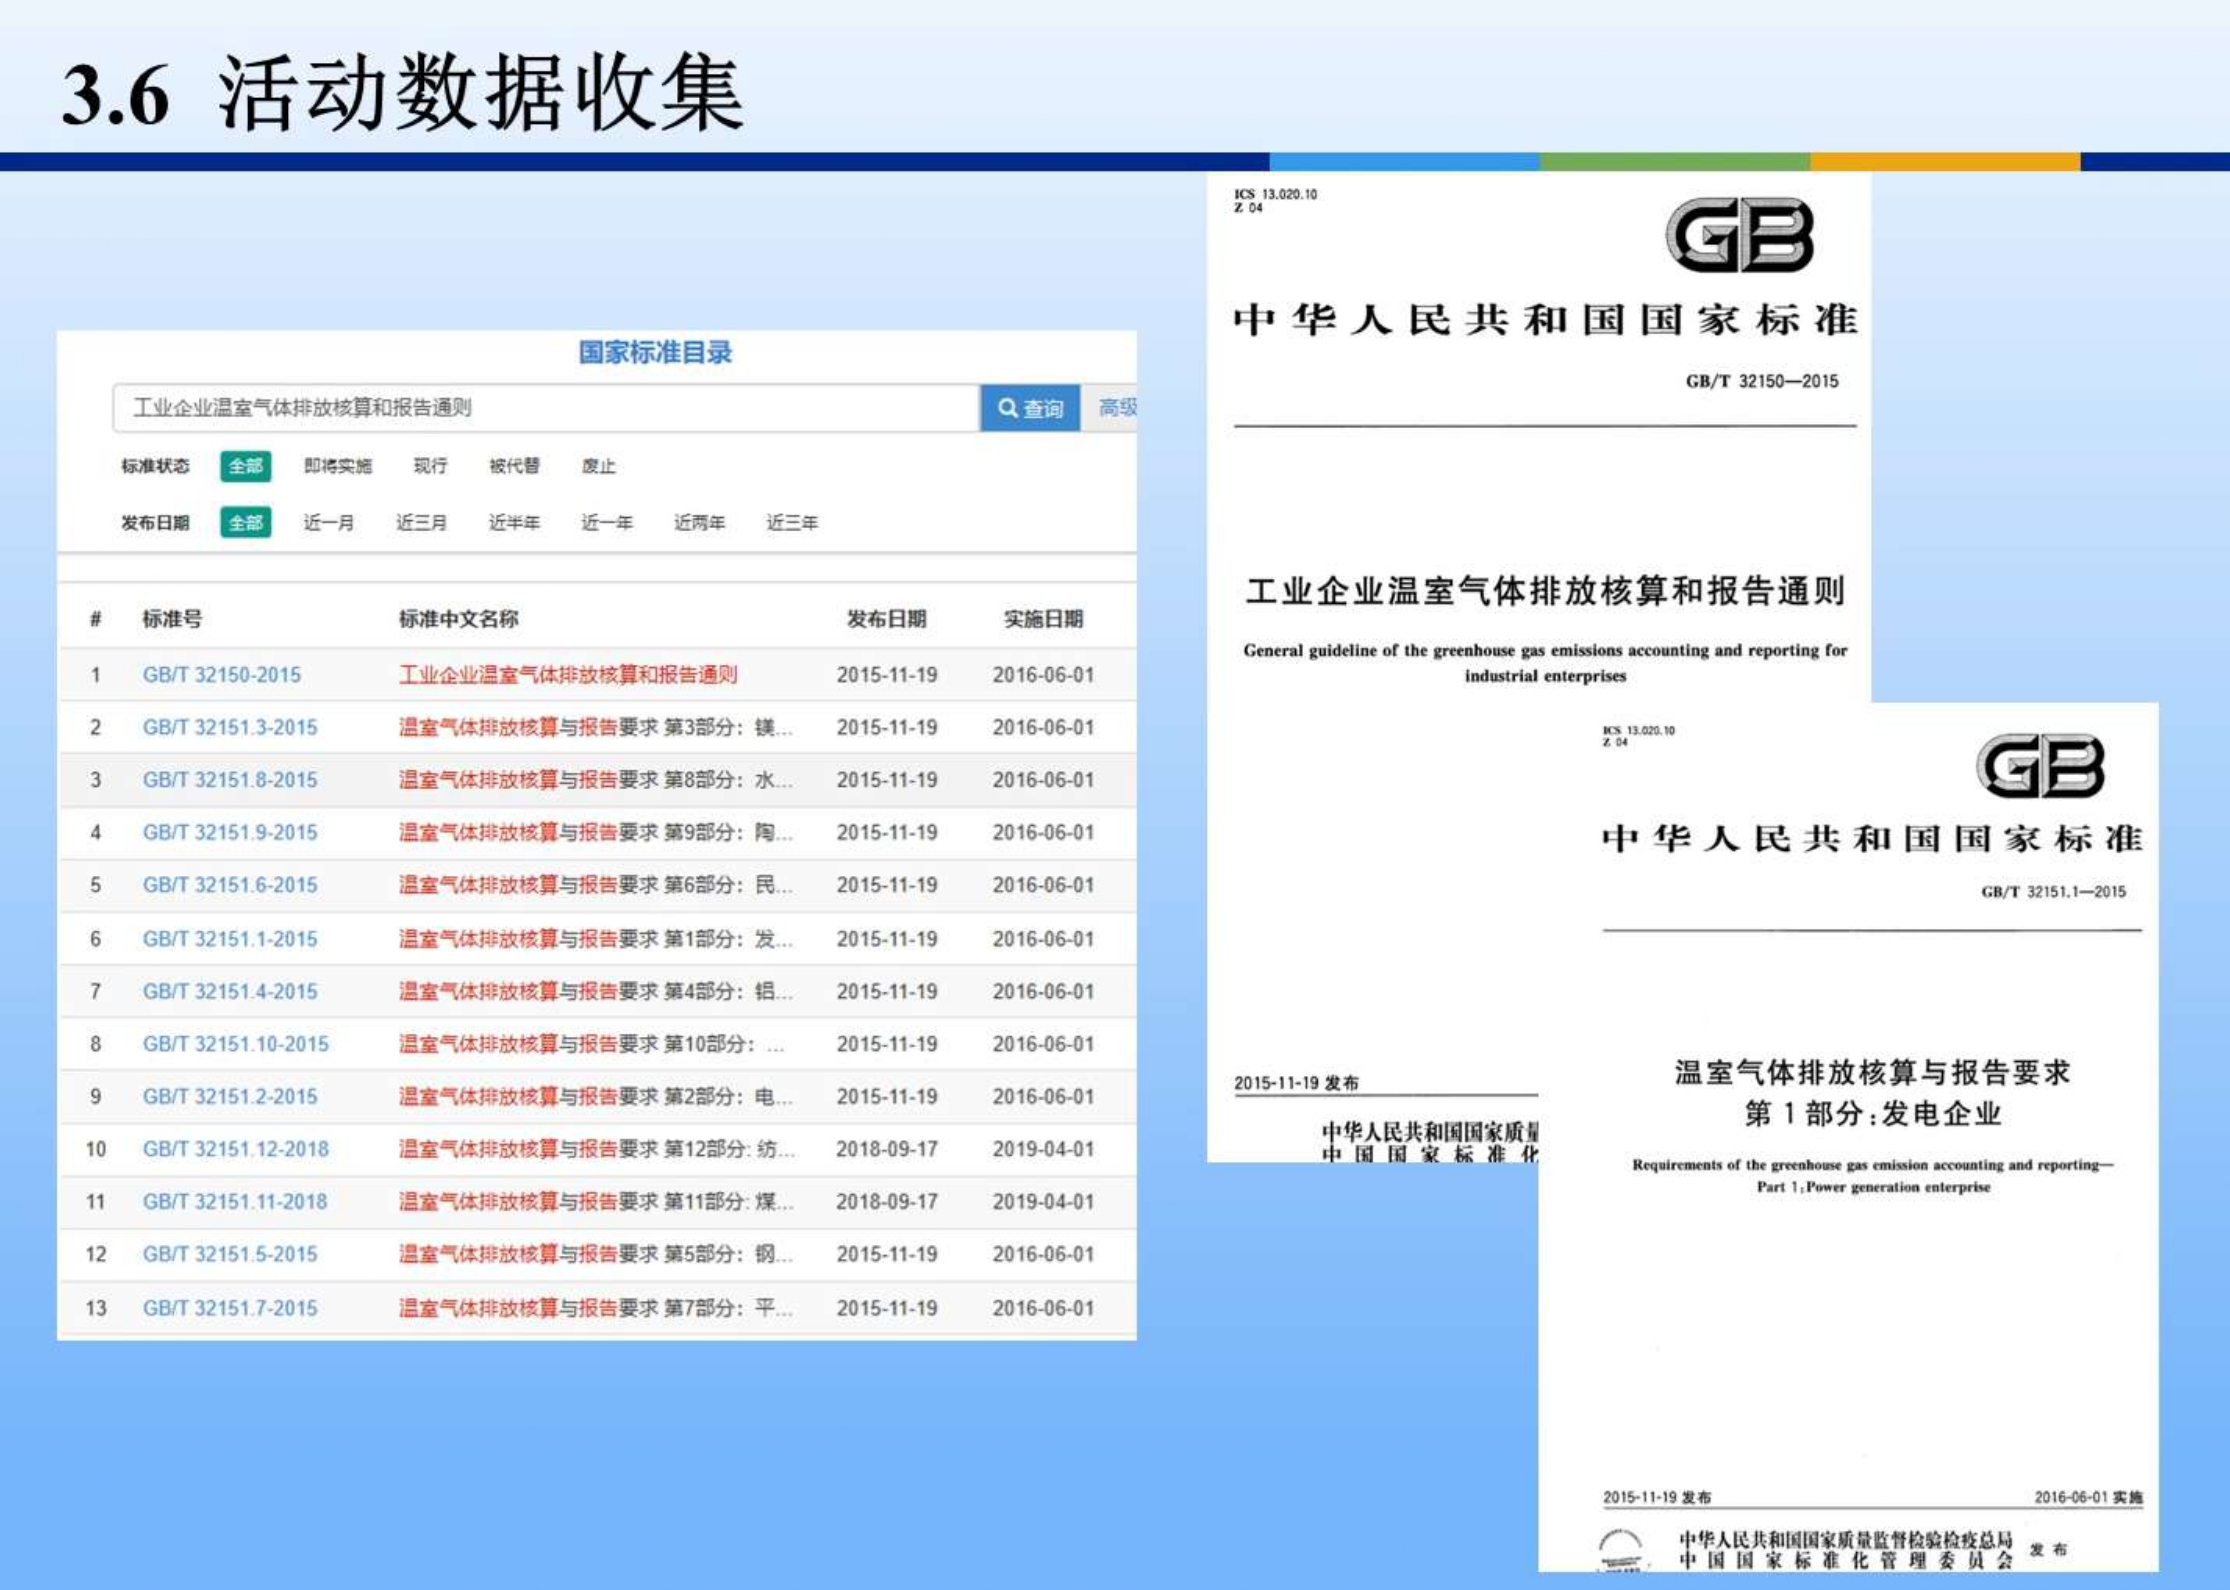 3.6 活动数据收集
国家标准目录
工业企业温室气体排放核算和报告通则 查询 高级
标准状态 全部 即将实施 现行 被代替 废止
发布日期 全部 近一月 近三月 近半年 近一年 近两年 近三年
# 标准号 标准中文名称 发布日期 实施日期
1 GB/T 32150-2015 工业企业温室气体排放核算和报告通则 2015-11-19 2016-06-01
2 GB/T 32151.3-2015 温室气体排放核算与报告要求 第3部分：镁... 2015-11-19 2016-06-01
3 GB/T 32151.8-2015 温室气体排放核算与报告要求 第8部分：水... 2015-11-19 2016-06-01
4 GB/T 32151.9-2015 温室气体排放核算与报告要求 第9部分：陶... 2015-11-19 2016-06-01
5 GB/T 32151.6-2015 温室气体排放核算与报告要求 第6部分：民... 2015-11-19 2016-06-01
6 GB/T 32151.1-2015 温室气体排放核算与报告要求 第1部分：发... 2015-11-19 2016-06-01
7 GB/T 32151.4-2015 温室气体排放核算与报告要求 第4部分：铝... 2015-11-19 2016-06-01
8 GB/T 32151.10-2015 温室气体排放核算与报告要求 第10部分：... 2015-11-19 2016-06-01
9 GB/T 32151.2-2015 温室气体排放核算与报告要求 第2部分：电... 2015-11-19 2016-06-01
10 GB/T 32151.12-2018 温室气体排放核算与报告要求 第12部分: 纺... 2018-09-17 2019-04-01
11 GB/T 32151.11-2018 温室气体排放核算与报告要求 第11部分: 煤... 2018-09-17 2019-04-01
12 GB/T 32151.5-2015 温室气体排放核算与报告要求 第5部分：钢... 2015-11-19 2016-06-01
13 GB/T 32151.7-2015 温室气体排放核算与报告要求 第7部分：平... 2015-11-19 2016-06-01
ICS 13.020.10
Z 04
GB
中华人民共和国国家标准
GB/T 32150—2015
工业企业温室气体排放核算和报告通则
General guideline of the greenhouse gas emissions accounting and reporting for
industrial enterprises
2015-11-19 发布
中华人民共和国国家质量
中国国家标准化
ICS 13.020.10
Z 04
GB
中华人民共和国国家标准
GB/T 32151.1—2015
温室气体排放核算与报告要求
第 1 部分:发电企业
Requirements of the greenhouse gas emission accounting and reporting—
Part 1:Power generation enterprise
2015-11-19 发布 2016-06-01 实施
中华人民共和国国家质量监督检验检疫总局
中国国家标准化管理委员会 发布